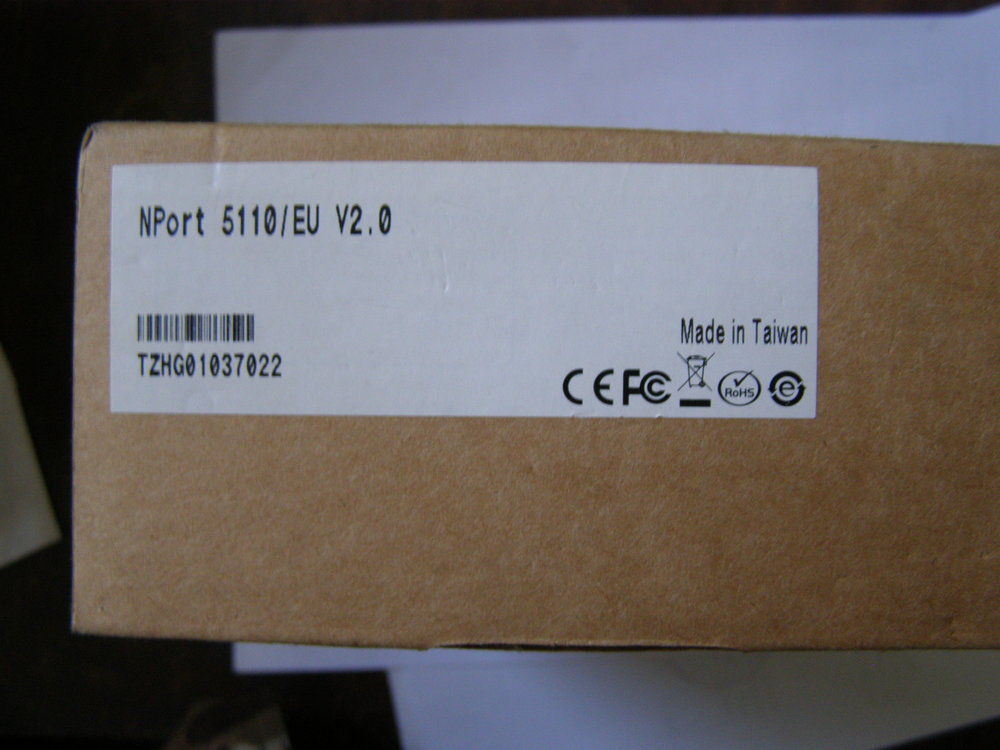 NPort 5110/EU V2.0
TZHG01037022
Made in Taiwan
CE FC RoHS e